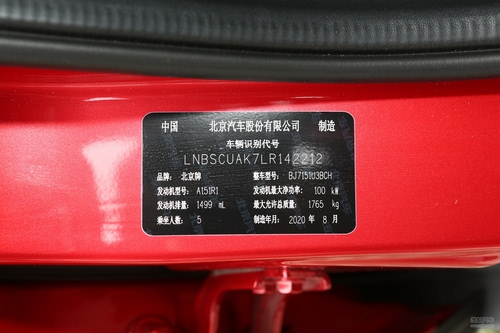 中国 北京汽车股份有限公司 制造
车辆识别代号
LNBSCUAK7LR142212
品牌: 北京牌 整车型号: BJ7151U3BCH
发动机型号: A151R1 发动机最大净功率: 100 kW
发动机排量: 1499 mL 最大允许总质量: 1765 kg
乘坐人数: 5 制造年月: 2020 年 8 月